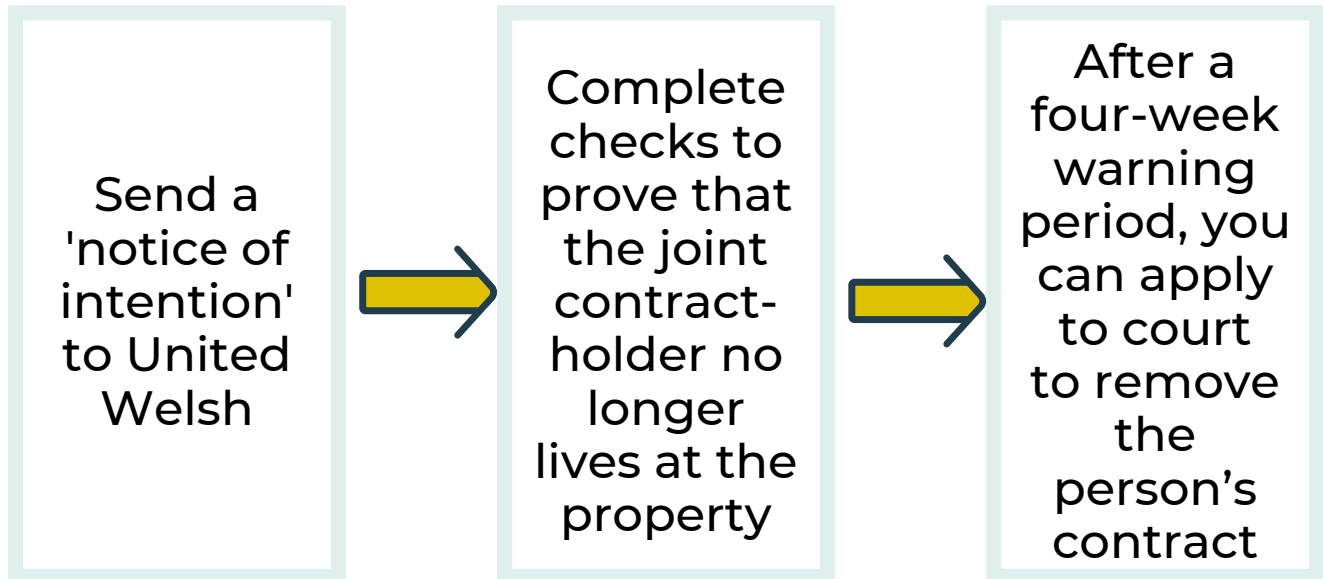 Send a
'notice of
intention'
to United
Welsh
Complete
checks to
prove that
the joint
contract-
holder no
longer
lives at the
property
After a
four-week
warning
period, you
can apply
to court
to remove
the
person’s
contract